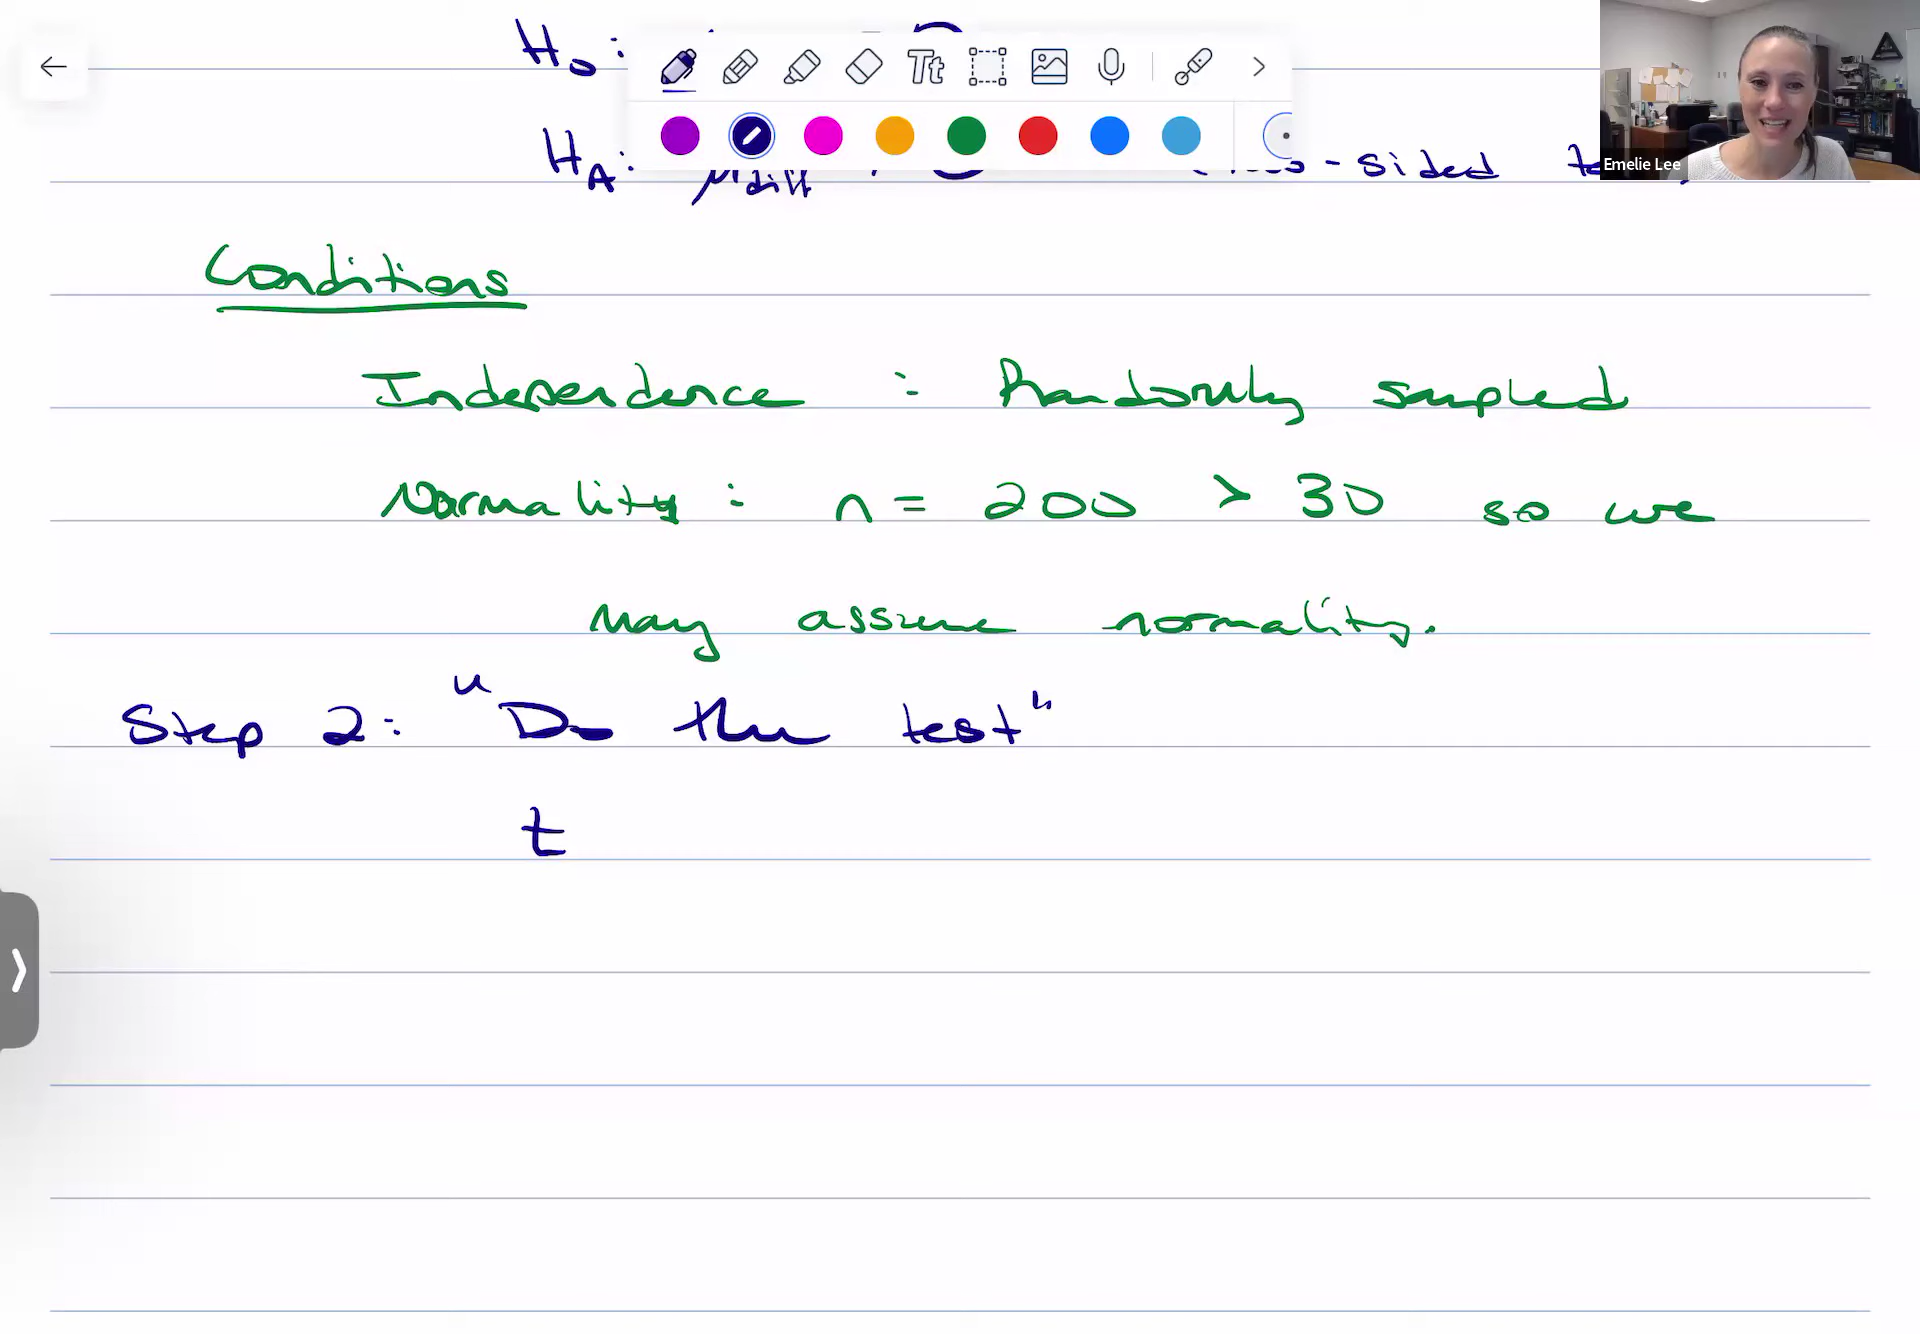 H₀:
Tt
Hₐ: μdiff -sided
Emelie Lee
Conditions
Independence : Randomly sampled
Normality : n = 200 > 30 so we
may assume normality.
Step 2: "Do the test"
t